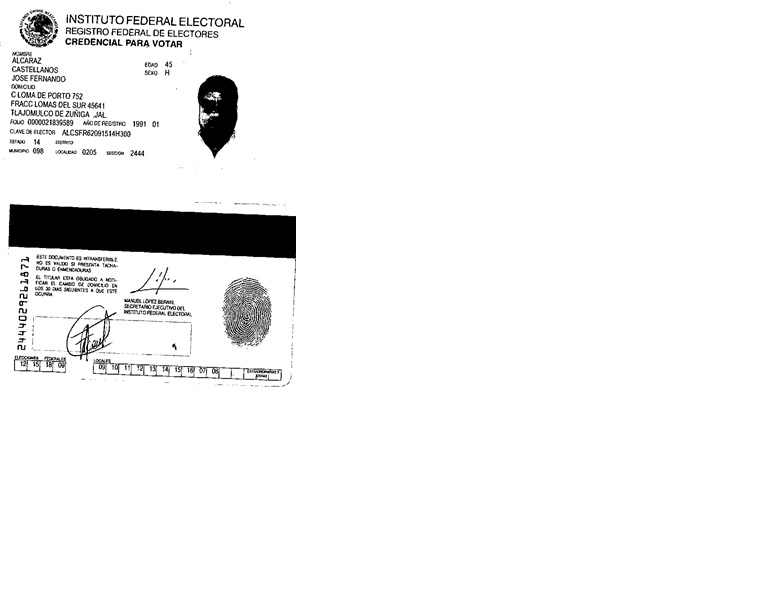 INSTITUTO FEDERAL ELECTORAL
REGISTRO FEDERAL DE ELECTORES
CREDENCIAL PARA VOTAR
NOMBRE
ALCARAZ
CASTELLANOS
JOSE FERNANDO
EDAD 45
SEXO H
DOMICILIO
C LOMA DE PORTO 752
FRACC LOMAS DEL SUR 45641
TLAJOMULCO DE ZUÑIGA ,JAL.
FOLIO 0000021839589 AÑO DE REGISTRO 1991 01
CLAVE DE ELECTOR ALCSFR62091514H300
ESTADO 14 DISTRITO
MUNICIPIO 098 LOCALIDAD 0205 SECCION 2444
ESTE DOCUMENTO ES INTRANSFERIBLE.
NO ES VALIDO SI PRESENTA TACHA-
DURAS O ENMENDADURAS
EL TITULAR ESTA OBLIGADO A NOTI-
FICAR EL CAMBIO DE DOMICILIO EN
LOS 30 DIAS SIGUIENTES A QUE ESTE
OCURRA
MANUEL LÓPEZ BERNAL
SECRETARIO EJECUTIVO DEL
INSTITUTO FEDERAL ELECTORAL
ELECCIONES FEDERALES
12 15 18 09
LOCALES
09 10 11 12 13 14 15 16 07 08